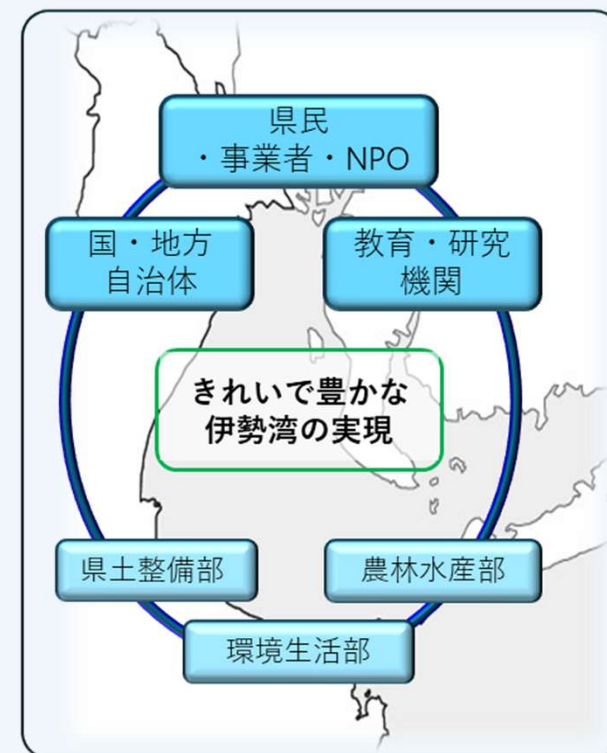 県民
・事業者・NPO
国・地方
自治体
教育・研究
機関
きれいで豊かな
伊勢湾の実現
県土整備部
農林水産部
環境生活部